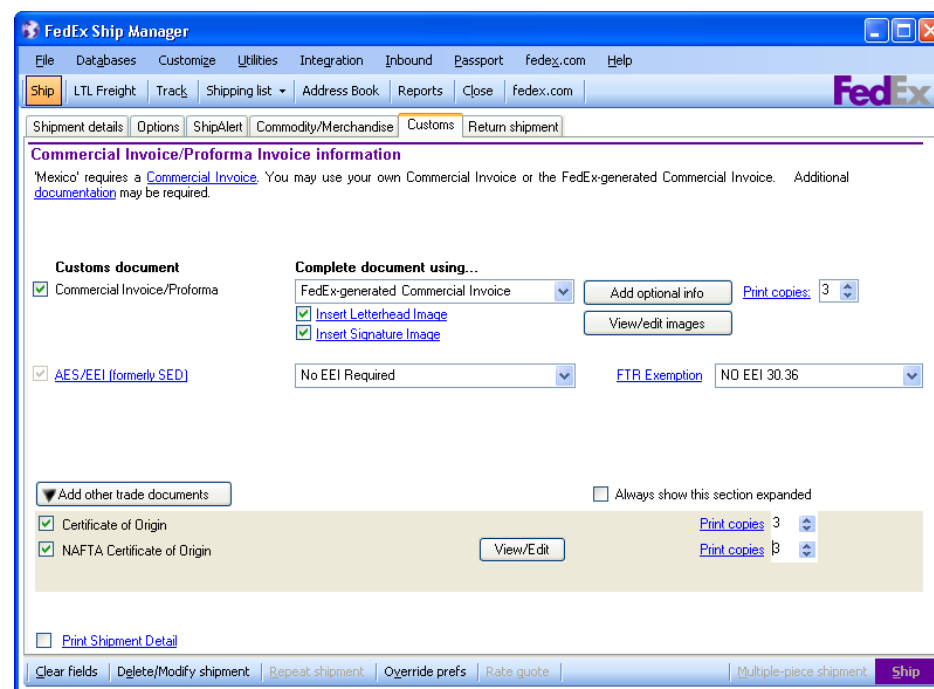 FedEx Ship Manager
File Databases Customize Utilities Integration Inbound Passport fedex.com Help
Ship LTL Freight Track Shipping list Address Book Reports Close fedex.com FedEx
Shipment details Options ShipAlert Commodity/Merchandise Customs Return shipment
Commercial Invoice/Proforma Invoice information
'Mexico' requires a Commercial Invoice. You may use your own Commercial Invoice or the FedEx-generated Commercial Invoice. Additional
documentation may be required.
Customs document Complete document using...
Commercial Invoice/Proforma FedEx-generated Commercial Invoice Add optional info Print copies: 3
Insert Letterhead Image
Insert Signature Image View/edit images
AES/EEI (formerly SED) No EEI Required FTR Exemption NO EEI 30.36
Add other trade documents Always show this section expanded
Certificate of Origin Print copies 3
NAFTA Certificate of Origin View/Edit Print copies 3
Print Shipment Detail
Clear fields Delete/Modify shipment Repeat shipment Override prefs Rate quote Multiple-piece shipment Ship